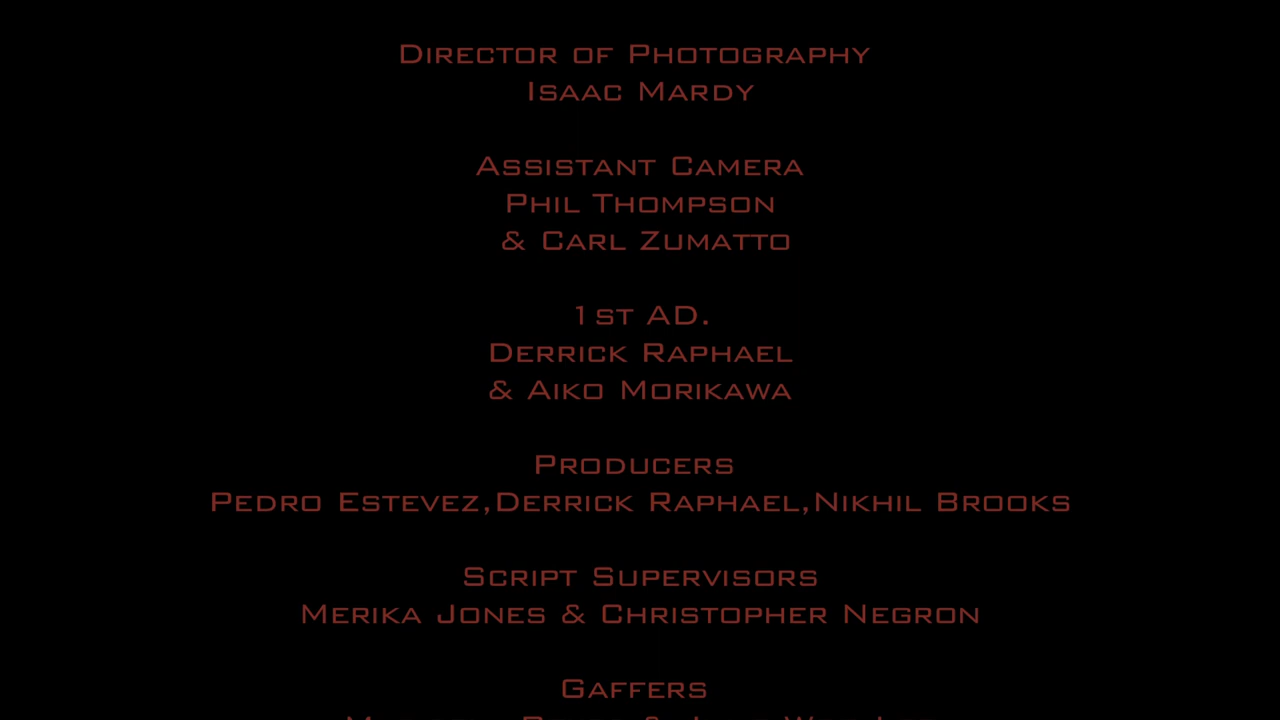 Director of Photography
Isaac Mardy
Assistant Camera
Phil Thompson
& Carl Zumatto
1st AD.
Derrick Raphael
& Aiko Morikawa
Producers
Pedro Estevez,Derrick Raphael,Nikhil Brooks
Script Supervisors
Merika Jones & Christopher Negron
Gaffers